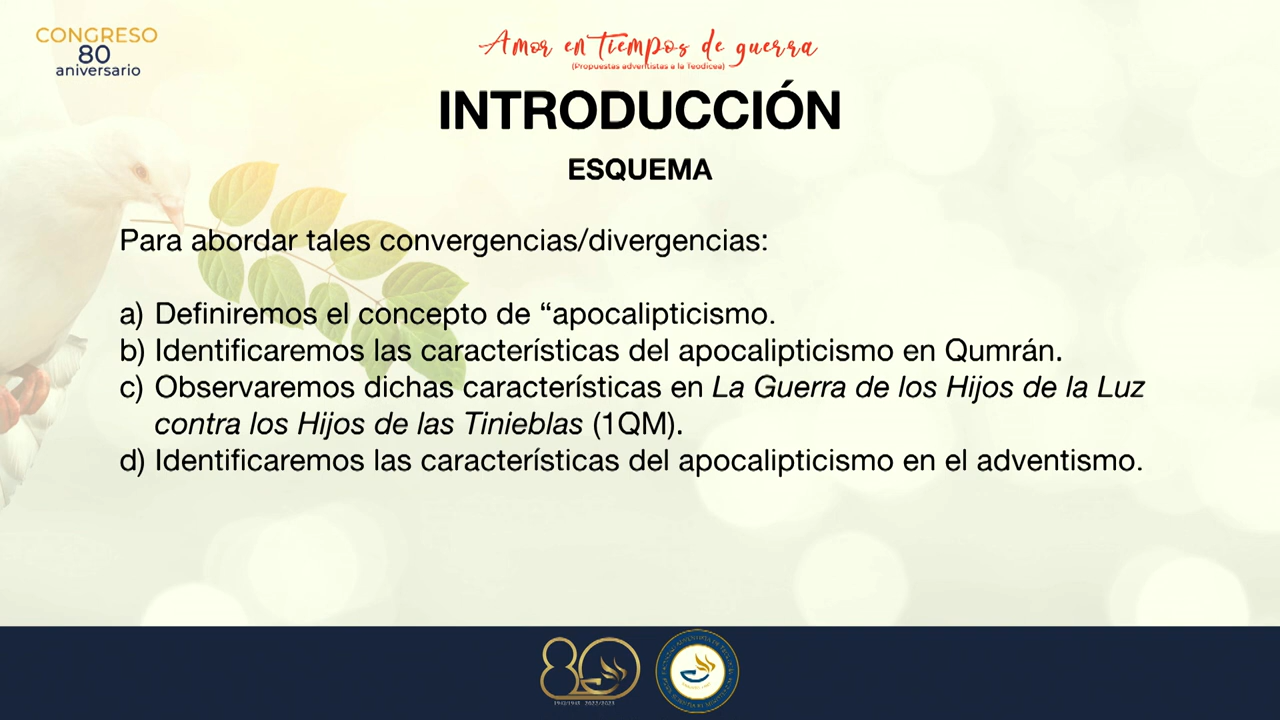 CONGRESO
80
aniversario
Amor en Tiempos de guerra
(Propuestas adventistas a la Teodicea)
INTRODUCCIÓN
ESQUEMA
Para abordar tales convergencias/divergencias:
a) Definiremos el concepto de “apocalipticismo.
b) Identificaremos las características del apocalipticismo en Qumrán.
c) Observaremos dichas características en La Guerra de los Hijos de la Luz
contra los Hijos de las Tinieblas (1QM).
d) Identificaremos las características del apocalipticismo en el adventismo.
80